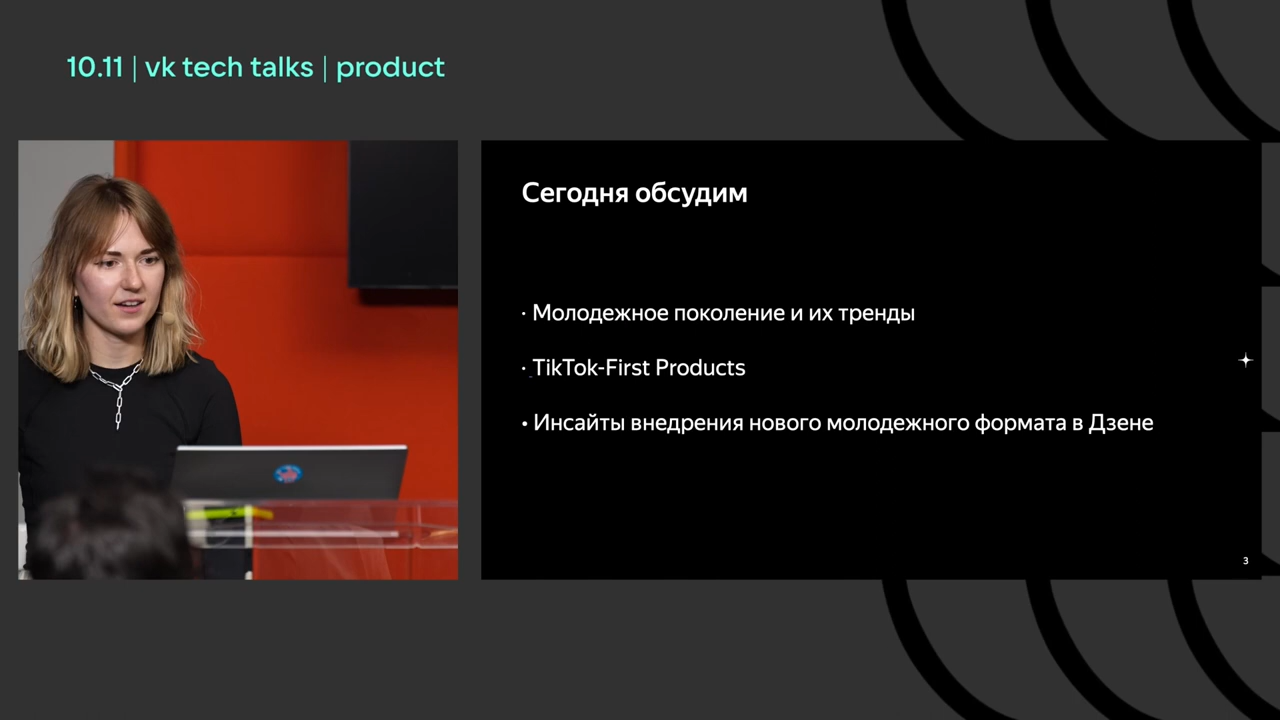 10.11 | vk tech talks | product
Сегодня обсудим
· Молодежное поколение и их тренды
· TikTok-First Products
• Инсайты внедрения нового молодежного формата в Дзене
3